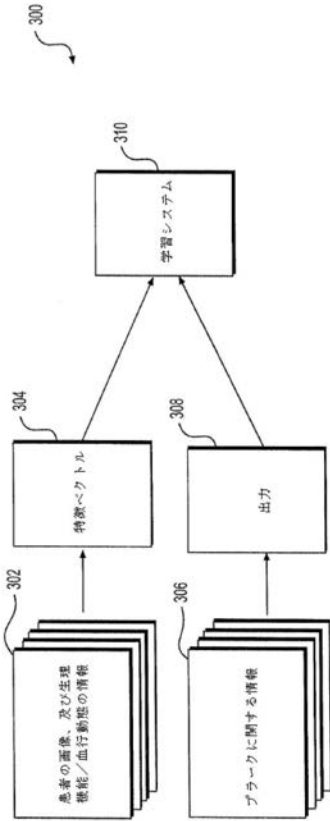 300
302
患者の画像、及び生理
機能／血行動態の情報
304
特徴ベクトル
306
プラークに関する情報
308
出力
310
学習システム